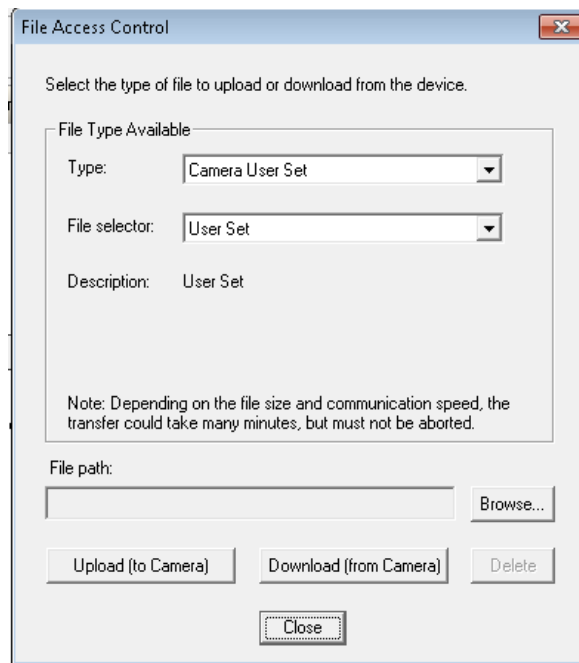 File Access Control
Select the type of file to upload or download from the device.
File Type Available
Type: Camera User Set
File selector: User Set
Description: User Set
Note: Depending on the file size and communication speed, the
transfer could take many minutes, but must not be aborted.
File path:
Browse...
Upload (to Camera) Download (from Camera) Delete
Close